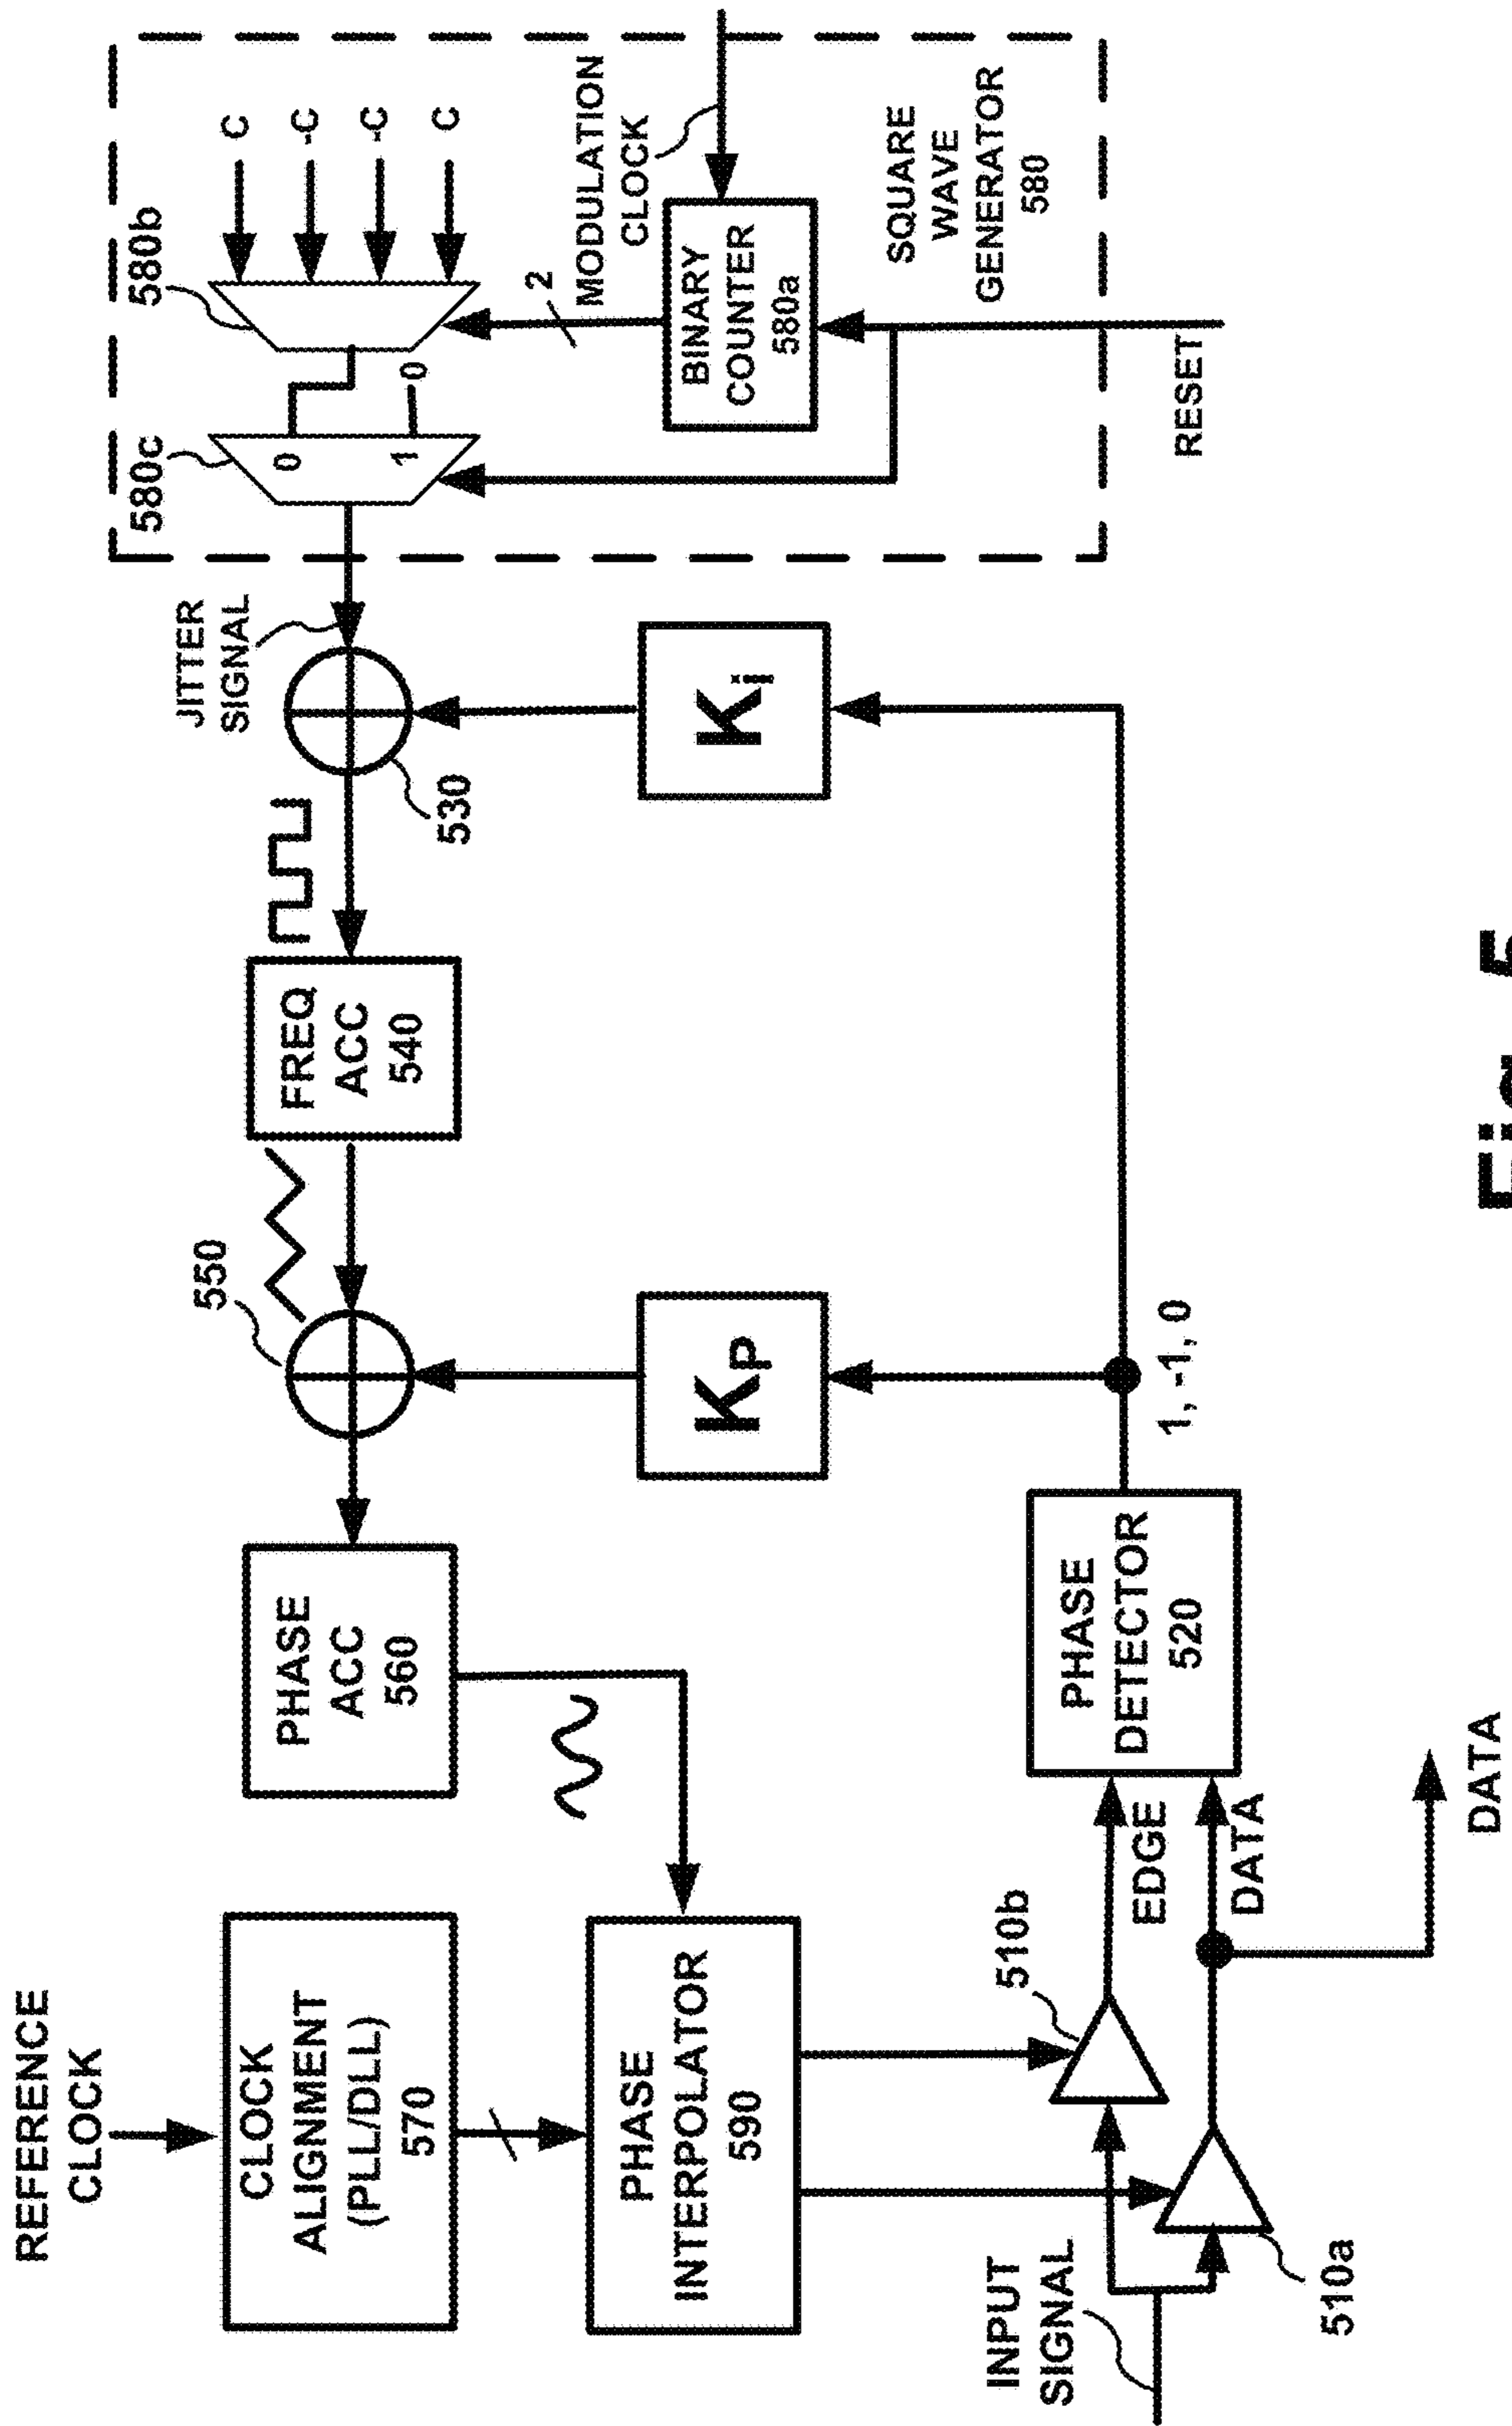 REFERENCE
CLOCK
CLOCK
ALIGNMENT
(PLL/DLL)
570
PHASE
INTERPOLATOR
590
INPUT
SIGNAL
510a
510b
EDGE
DATA
DATA
PHASE
DETECTOR
520
1, -1, 0
PHASE
ACC
560
550
KP
FREQ
ACC
540
530
Ki
JITTER
SIGNAL
580c
0
1
0
580b
C
-C
-C
C
2
MODULATION
CLOCK
BINARY
COUNTER
580a
SQUARE
WAVE
GENERATOR
580
RESET